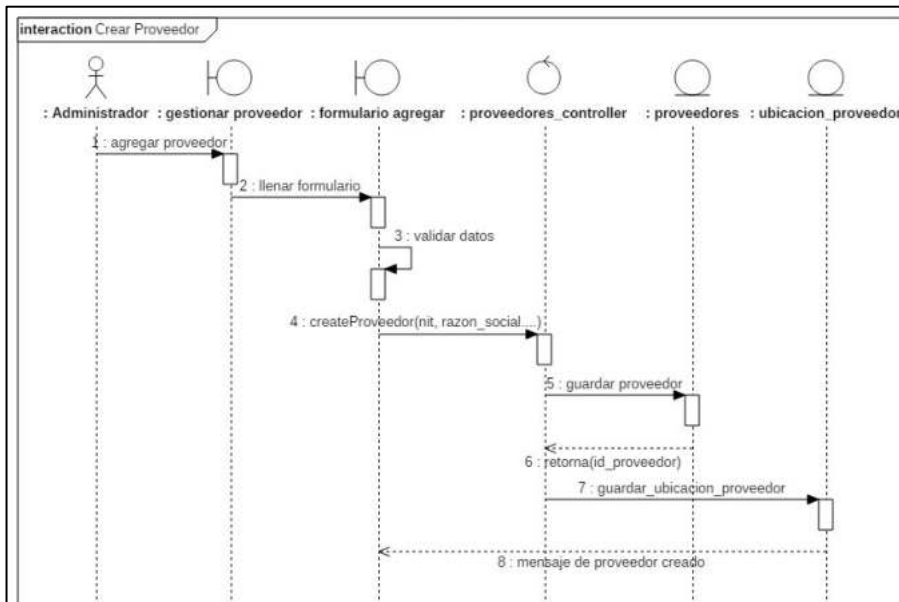 interaction Crear Proveedor
: Administrador : gestionar proveedor : formulario agregar : proveedores_controller : proveedores : ubicacion_proveedor
1 : agregar proveedor
2 : llenar formulario
3 : validar datos
4 : createProveedor(nit, razon_social ...)
5 : guardar proveedor
6 : retorna(id_proveedor)
7 : guardar_ubicacion_proveedor
8 : mensaje de proveedor creado